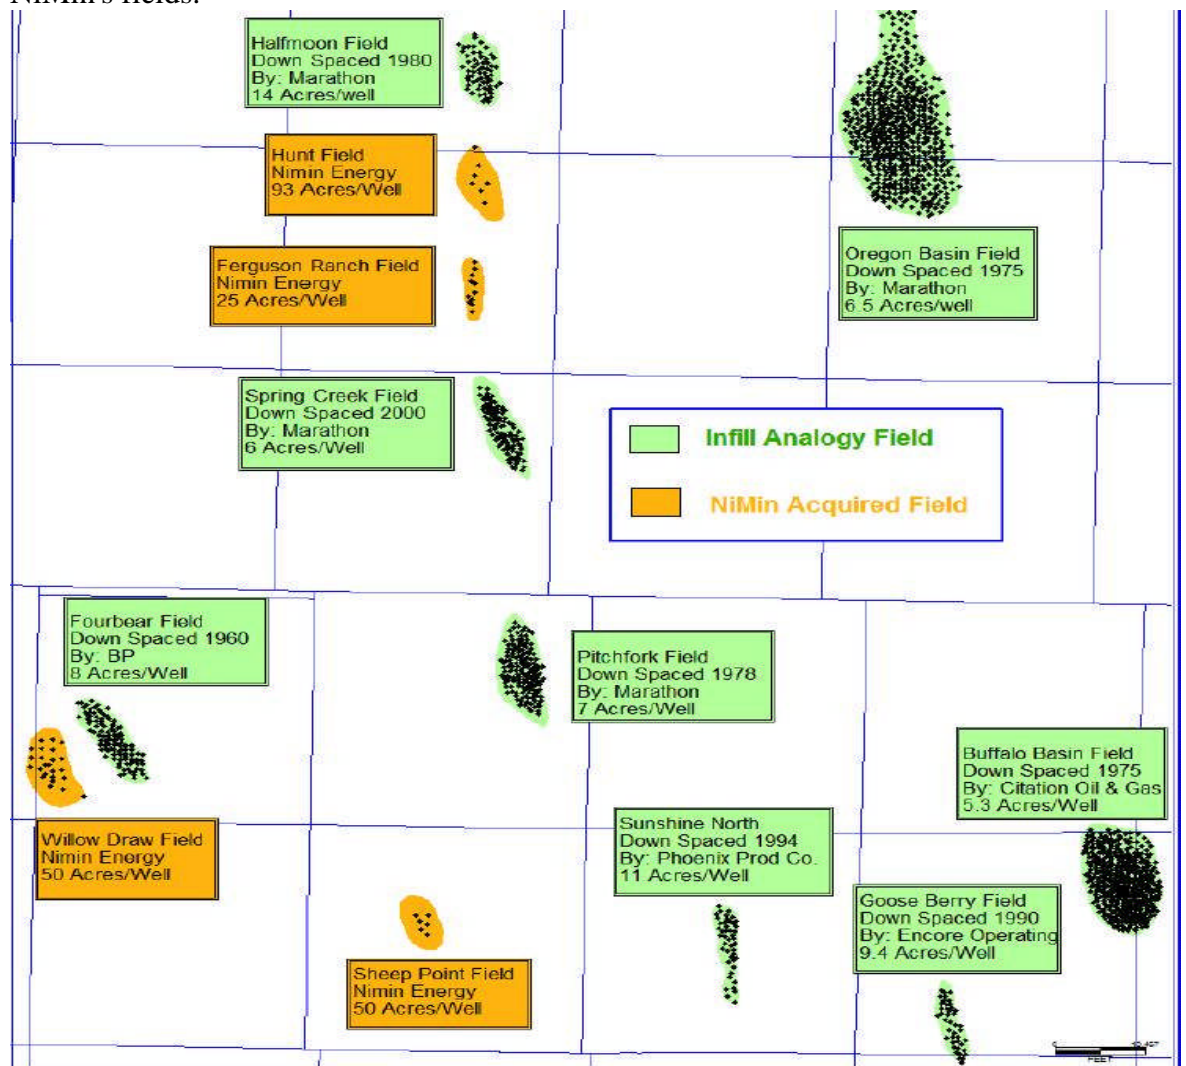 NiMin's fields.
Halfmoon Field
Down Spaced 1980
By: Marathon
14 Acres/well
Hunt Field
Nimin Energy
93 Acres/Well
Ferguson Ranch Field
Nimin Energy
25 Acres/Well
Oregon Basin Field
Down Spaced 1975
By: Marathon
6.5 Acres/well
Spring Creek Field
Down Spaced 2000
By: Marathon
6 Acres/Well
Infill Analogy Field
NiMin Acquired Field
Fourbear Field
Down Spaced 1960
By: BP
8 Acres/Well
Pitchfork Field
Down Spaced 1978
By: Marathon
7 Acres/Well
Buffalo Basin Field
Down Spaced 1975
By: Citation Oil & Gas
5.3 Acres/Well
Willow Draw Field
Nimin Energy
50 Acres/Well
Sunshine North
Down Spaced 1994
By: Phoenix Prod Co.
11 Acres/Well
Goose Berry Field
Down Spaced 1990
By: Encore Operating
9.4 Acres/Well
Sheep Point Field
Nimin Energy
50 Acres/Well
0
FEET